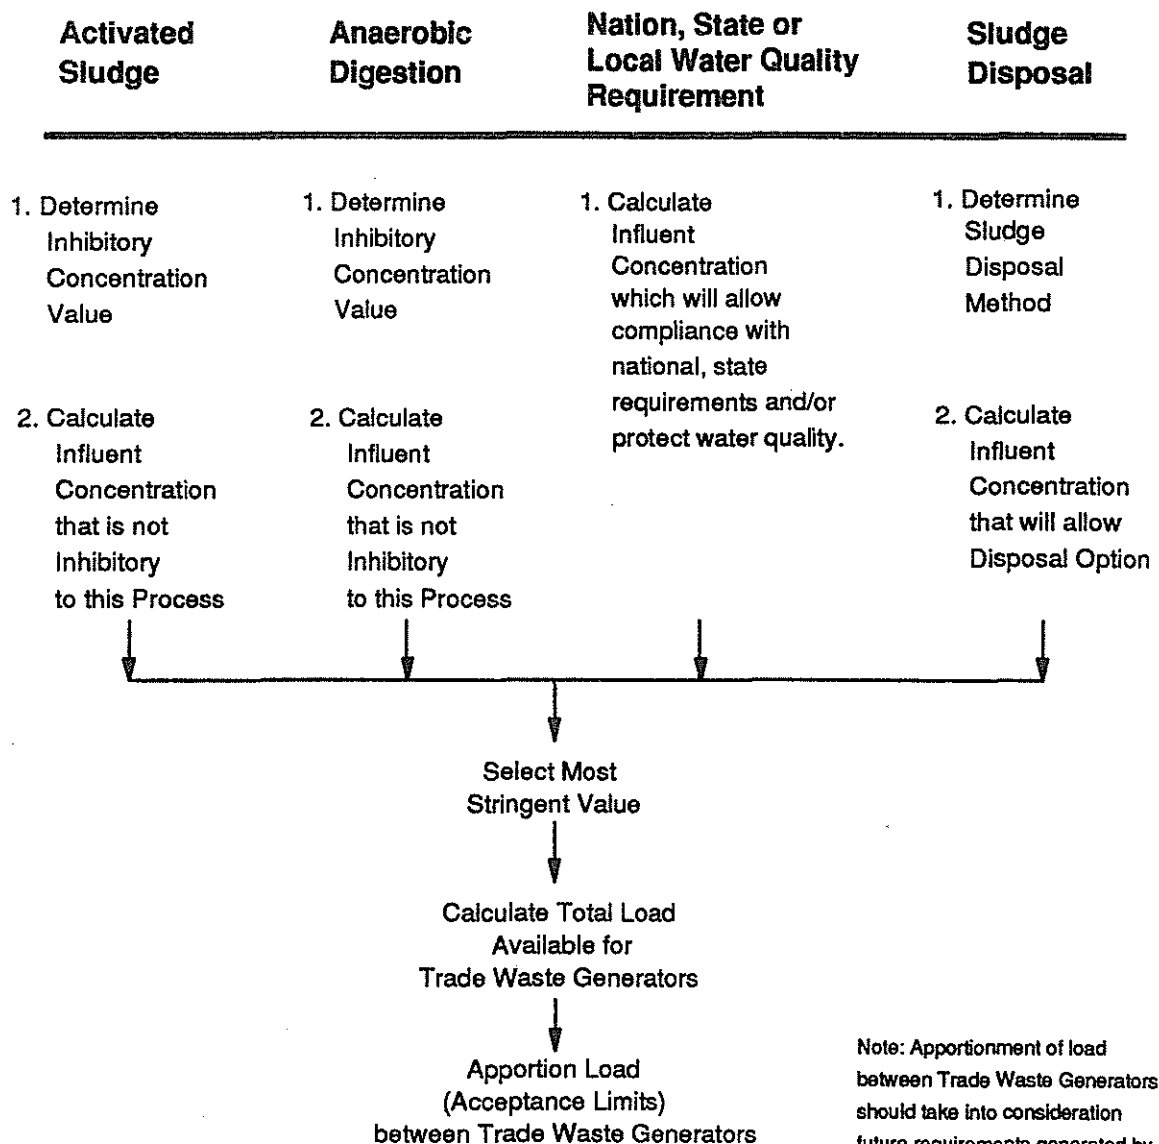 Activated
Sludge
Anaerobic
Digestion
Nation, State or
Local Water Quality
Requirement
Sludge
Disposal
1. Determine
Inhibitory
Concentration
Value
2. Calculate
Influent
Concentration
that is not
Inhibitory
to this Process
1. Determine
Inhibitory
Concentration
Value
2. Calculate
Influent
Concentration
that is not
Inhibitory
to this Process
1. Calculate
Influent
Concentration
which will allow
compliance with
national, state
requirements and/or
protect water quality.
1. Determine
Sludge
Disposal
Method
2. Calculate
Influent
Concentration
that will allow
Disposal Option
Select Most
Stringent Value
Calculate Total Load
Available for
Trade Waste Generators
Apportion Load
(Acceptance Limits)
between Trade Waste Generators
Note: Apportionment of load
between Trade Waste Generators
should take into consideration
future requirements generated by